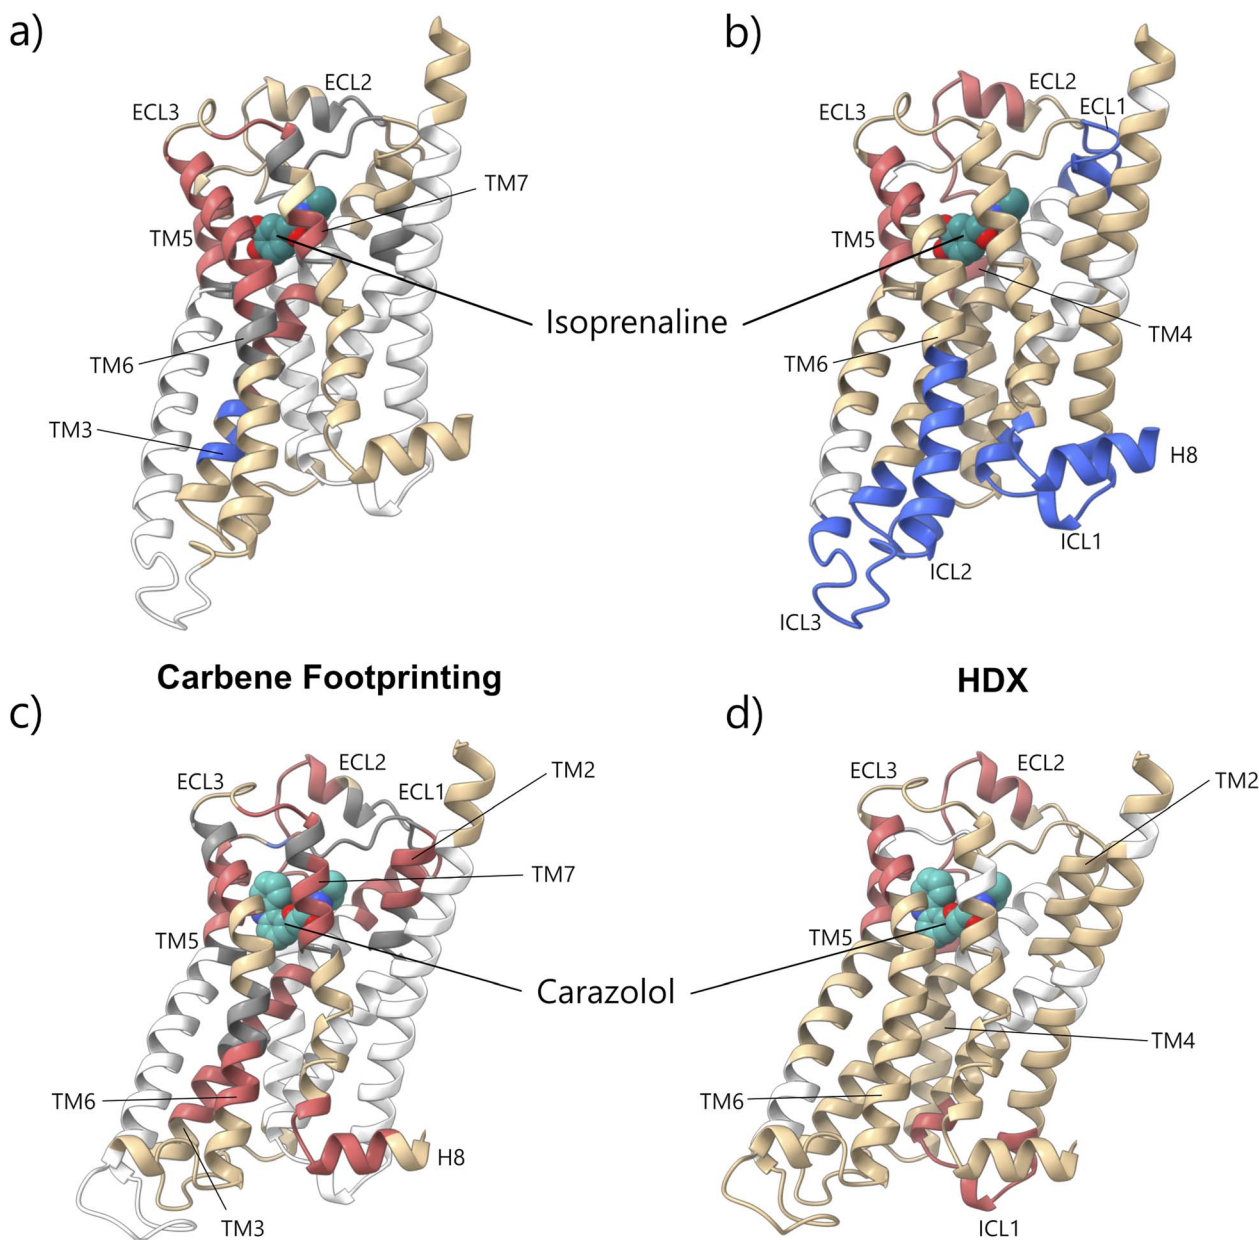 a)
b)
ECL2
ECL3
TM7
TM5
TM6
TM3
ECL2
ECL1
ECL3
TM5
TM6
TM4
H8
ICL1
ICL2
ICL3
Isoprenaline
Carbene Footprinting
HDX
c)
d)
ECL2
ECL3
ECL1
TM2
TM7
TM5
TM6
H8
TM3
ECL3
ECL2
TM2
TM5
TM4
TM6
ICL1
Carazolol